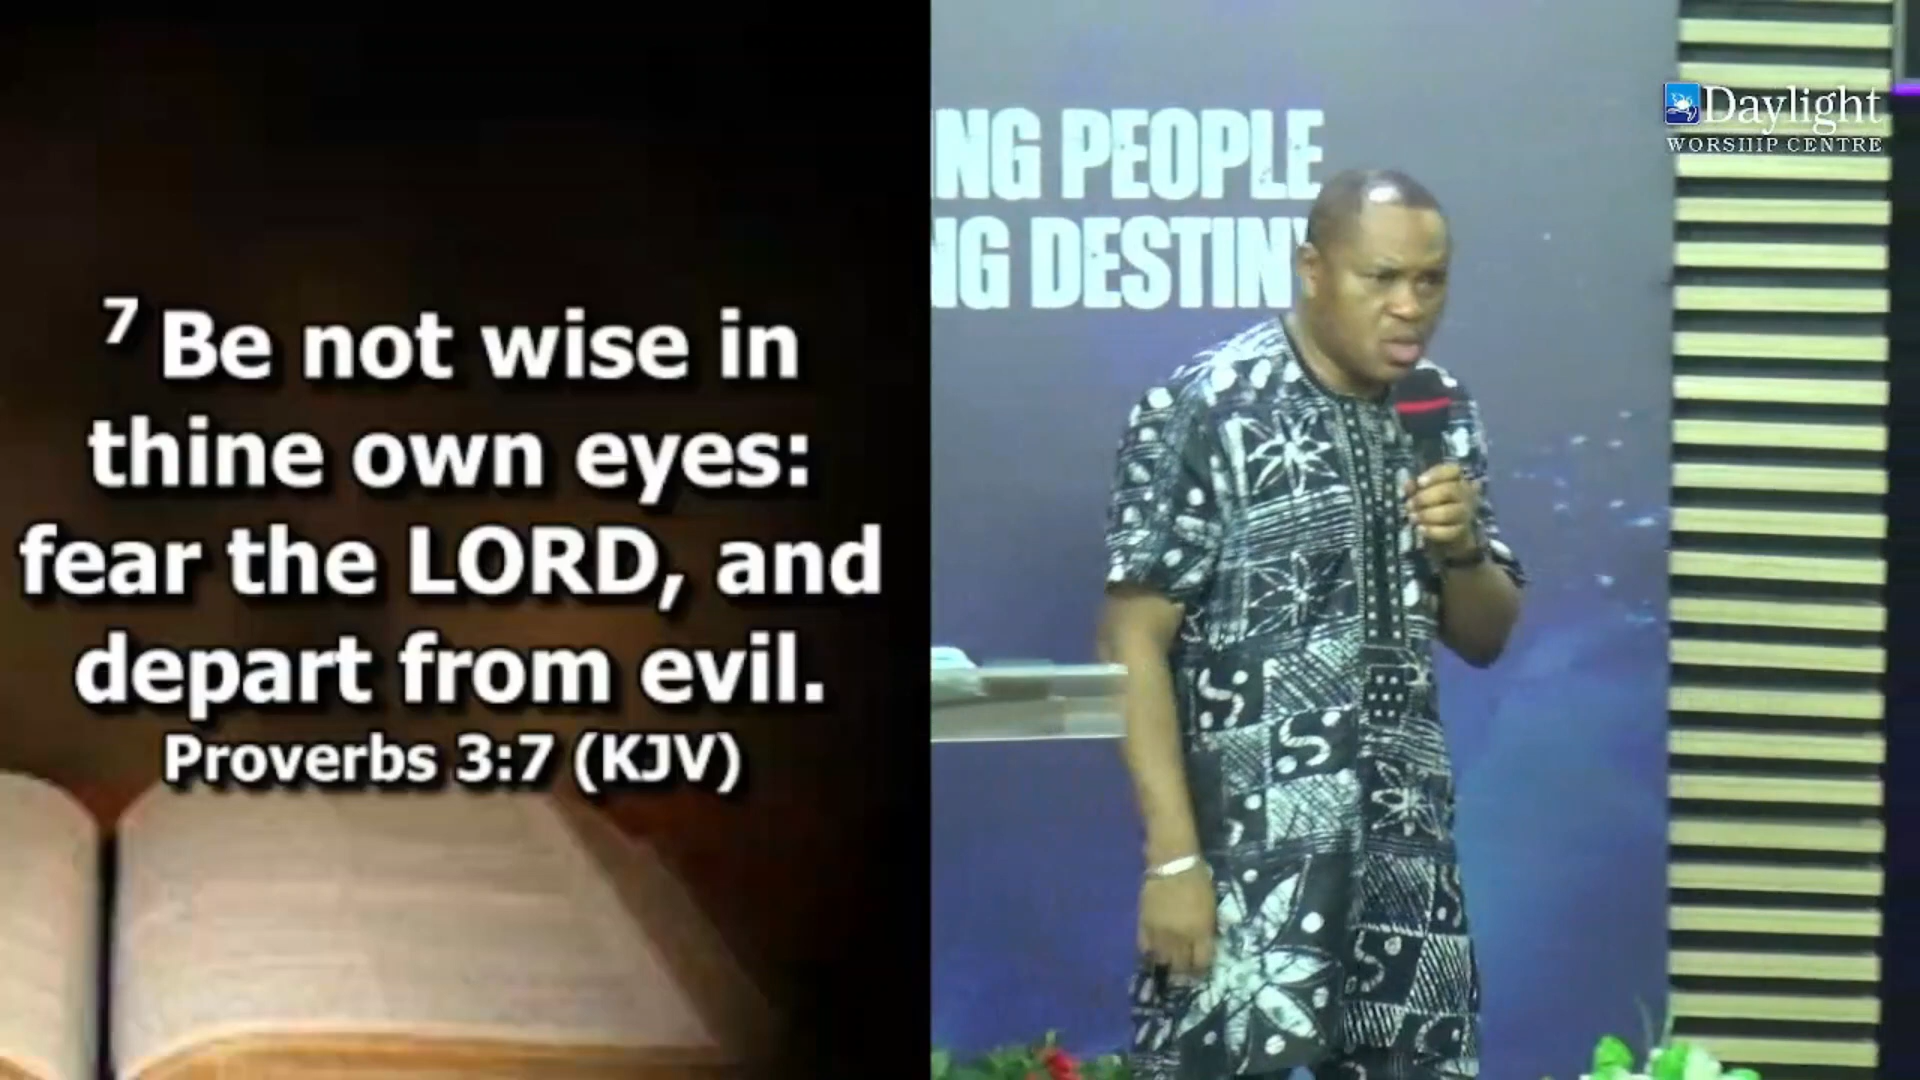 7 Be not wise in
thine own eyes:
fear the LORD, and
depart from evil.
Proverbs 3:7 (KJV)
NG PEOPLE
NG DESTIN
Daylight
WORSHIP CENTRE